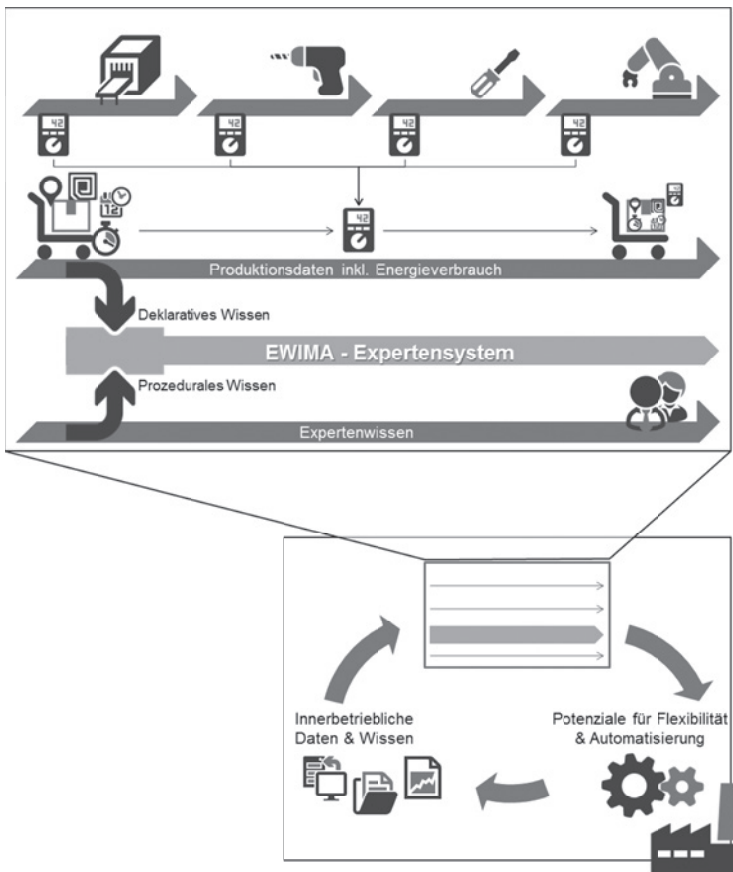 42
42
42
42
12
42
Produktionsdaten inkl. Energieverbrauch
Deklaratives Wissen
EWIMA - Expertensystem
Prozedurales Wissen
Expertenwissen
Innerbetriebliche
Daten & Wissen
Potenziale für Flexibilität
& Automatisierung